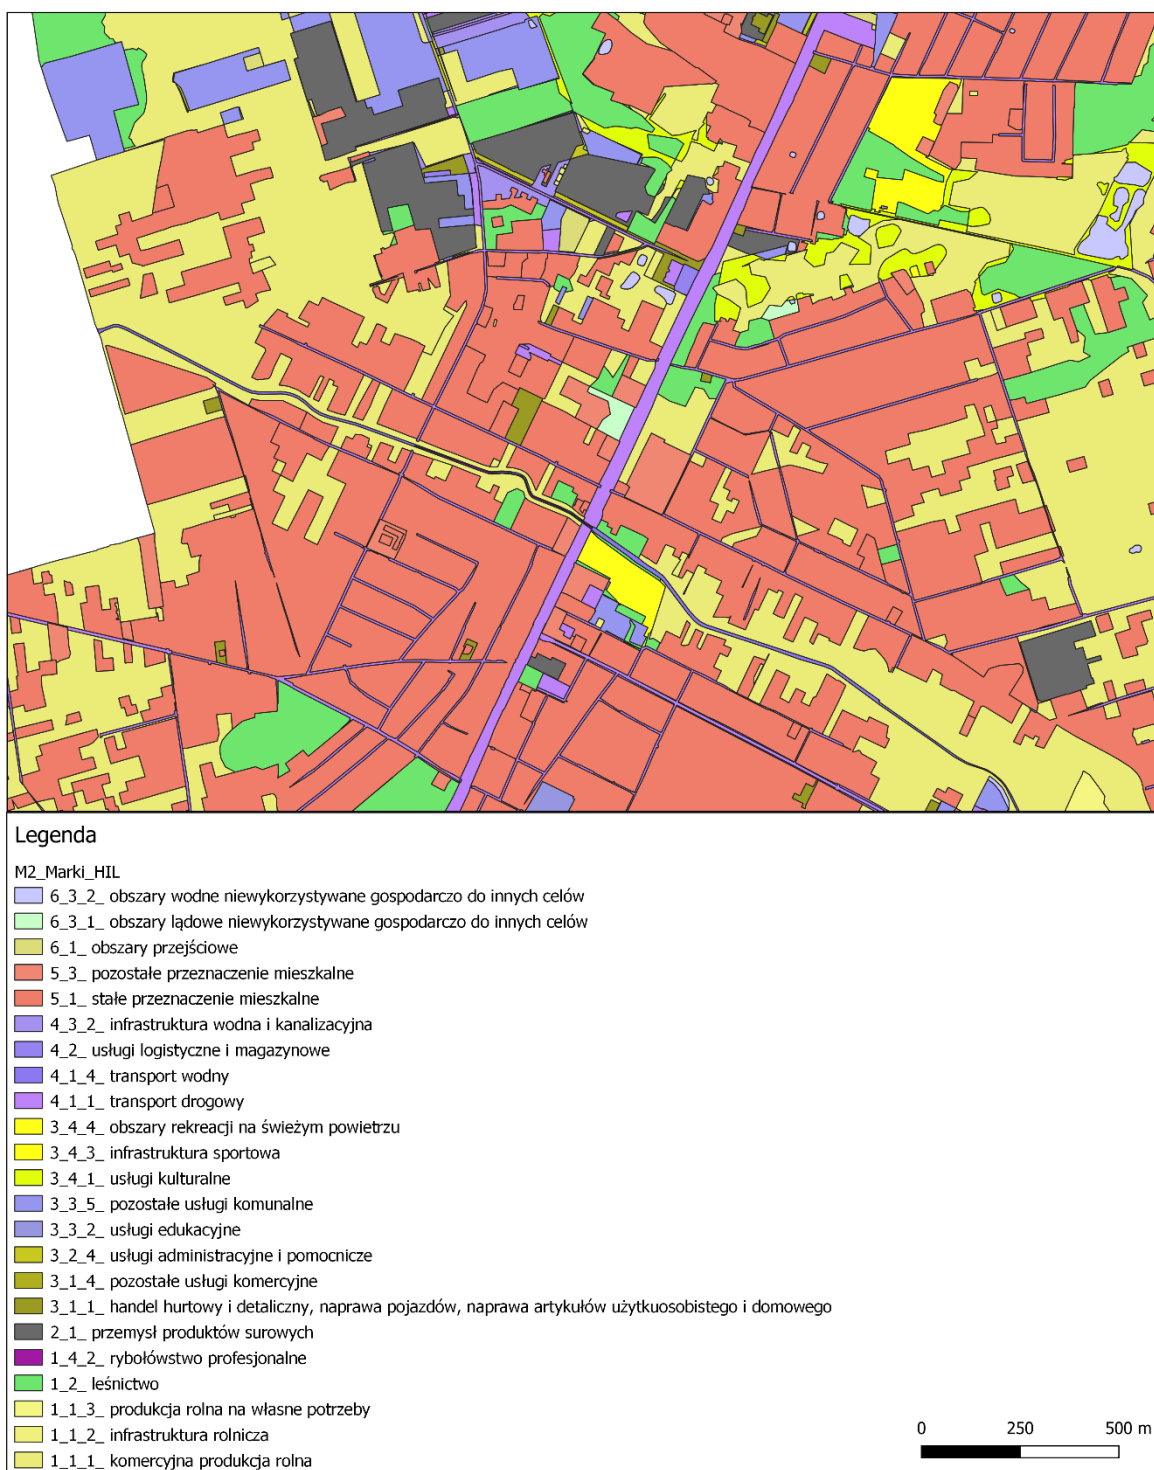 Legenda
M2_Marki_HIL
6_3_2_ obszary wodne niewykorzystywane gospodarczo do innych celów
6_3_1_ obszary lądowe niewykorzystywane gospodarczo do innych celów
6_1_ obszary przejściowe
5_3_ pozostałe przeznaczenie mieszkalne
5_1_ stałe przeznaczenie mieszkalne
4_3_2_ infrastruktura wodna i kanalizacyjna
4_2_ usługi logistyczne i magazynowe
4_1_4_ transport wodny
4_1_1_ transport drogowy
3_4_4_ obszary rekreacji na świeżym powietrzu
3_4_3_ infrastruktura sportowa
3_4_1_ usługi kulturalne
3_3_5_ pozostałe usługi komunalne
3_3_2_ usługi edukacyjne
3_2_4_ usługi administracyjne i pomocnicze
3_1_4_ pozostałe usługi komercyjne
3_1_1_ handel hurtowy i detaliczny, naprawa pojazdów, naprawa artykułów użytkuosobistego i domowego
2_1_ przemysł produktów surowych
1_4_2_ rybołówstwo profesjonalne
1_2_ leśnictwo
1_1_3_ produkcja rolna na własne potrzeby
1_1_2_ infrastruktura rolnicza
1_1_1_ komercyjna produkcja rolna
0 250 500 m